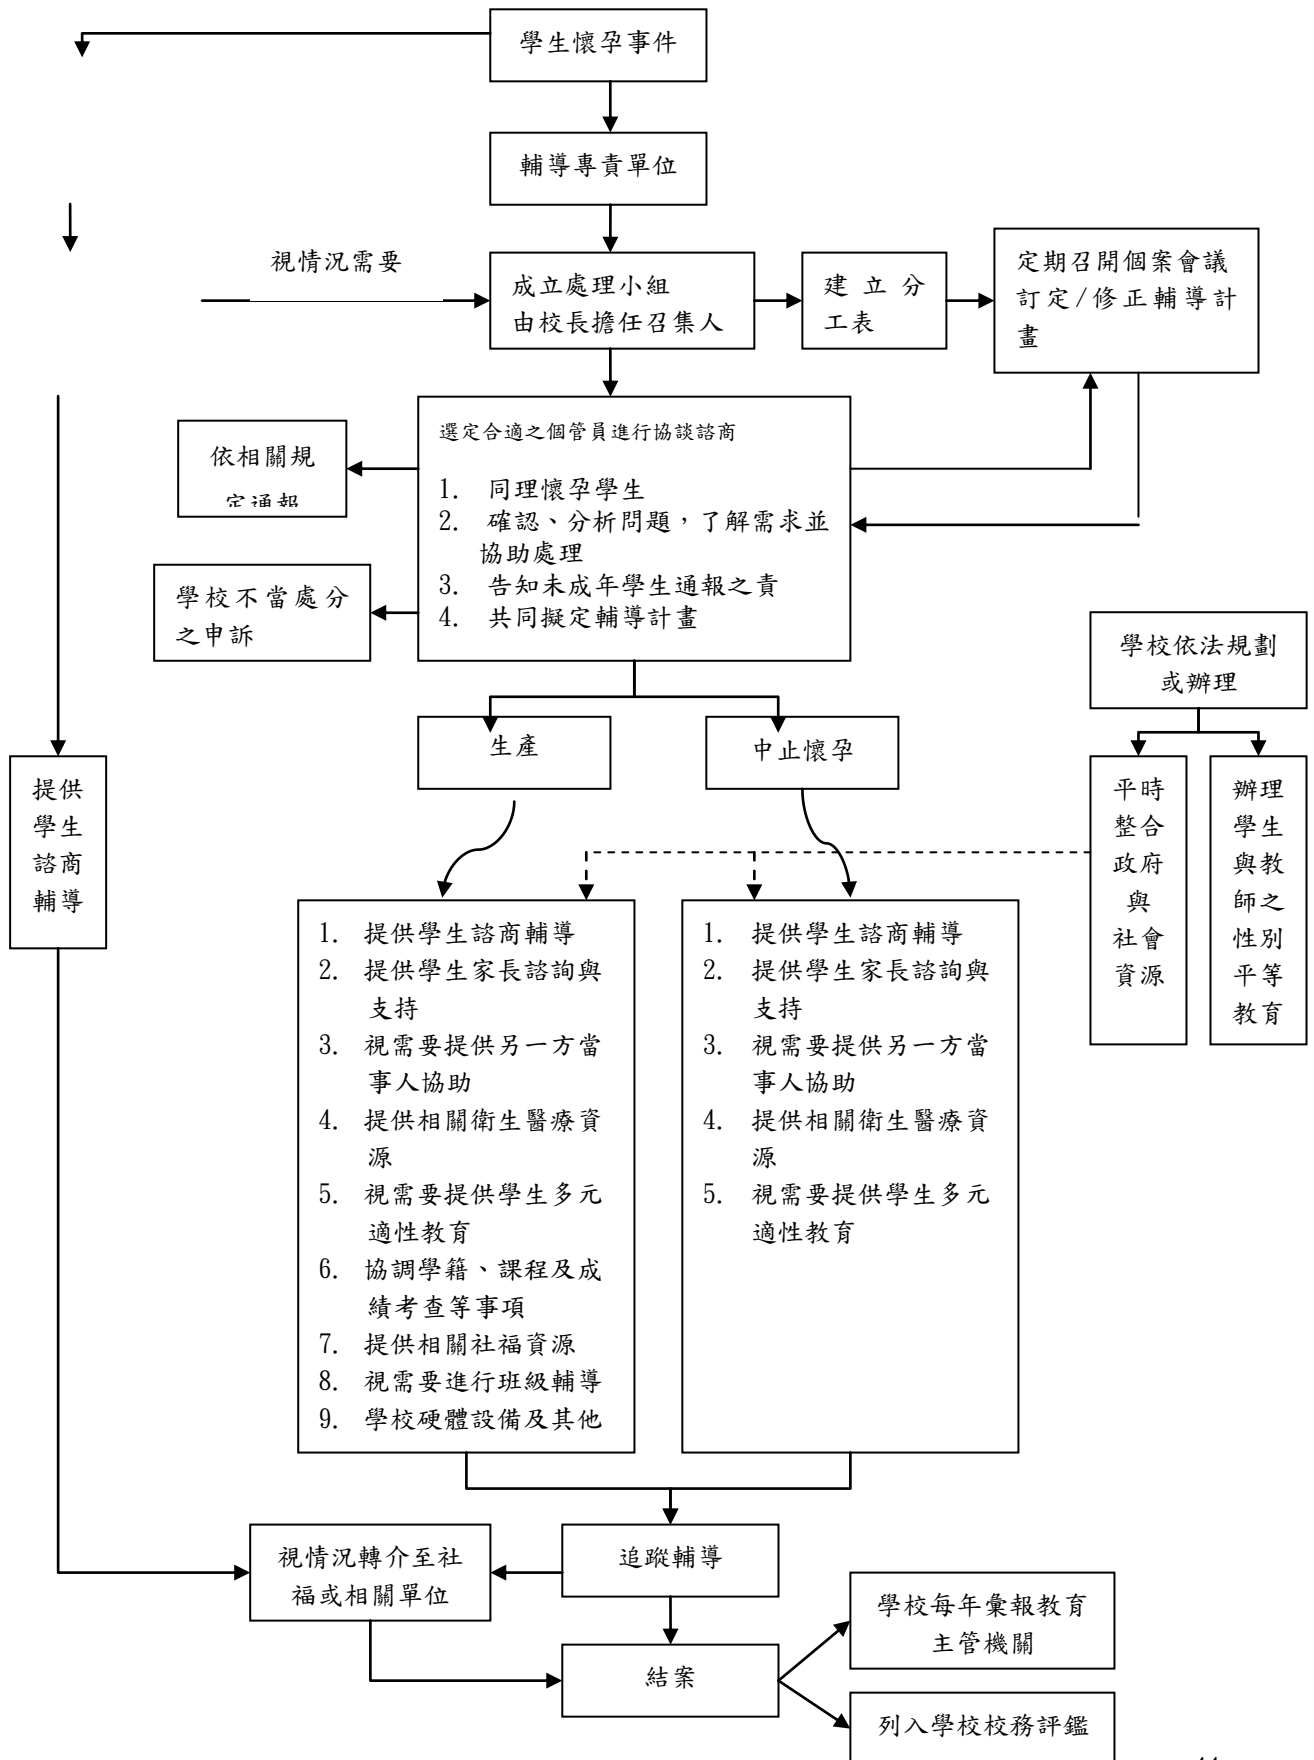 學生懷孕事件
輔導專責單位
視情況需要
成立處理小組
由校長擔任召集人
建立分
工表
定期召開個案會議
訂定/修正輔導計
畫
依相關規
定通報
選定合適之個管員進行協談諮商
1. 同理懷孕學生
2. 確認、分析問題，了解需求並
協助處理
3. 告知未成年學生通報之責
4. 共同擬定輔導計畫
學校不當處分
之申訴
學校依法規劃
或辦理
生產
中止懷孕
提供
學生
諮商
輔導
平時
整合
政府
與
社會
資源
辦理
學生
與教
師之
性別
平等
教育
1. 提供學生諮商輔導
2. 提供學生家長諮詢與
支持
3. 視需要提供另一方當
事人協助
4. 提供相關衛生醫療資
源
5. 視需要提供學生多元
適性教育
6. 協調學籍、課程及成
績考查等事項
7. 提供相關社福資源
8. 視需要進行班級輔導
9. 學校硬體設備及其他
1. 提供學生諮商輔導
2. 提供學生家長諮詢與
支持
3. 視需要提供另一方當
事人協助
4. 提供相關衛生醫療資
源
5. 視需要提供學生多元
適性教育
視情況轉介至社
福或相關單位
追蹤輔導
學校每年彙報教育
主管機關
結案
列入學校校務評鑑